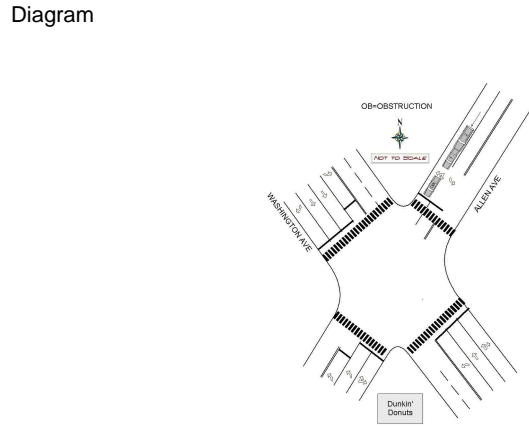 Diagram
OB=OBSTRUCTION
N
NOT TO SCALE
WASHINGTON AVE
ALLEN AVE
Dunkin'
Donuts